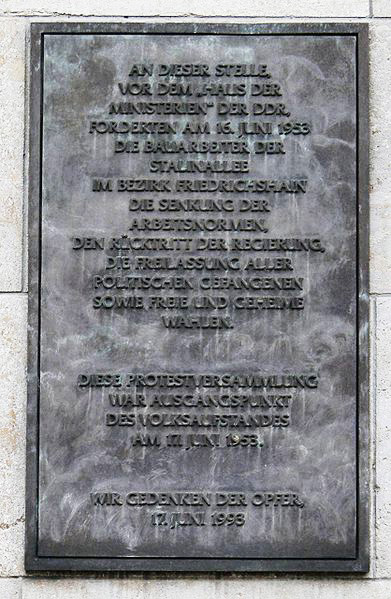 AN DIESER STELLE,
VOR DEM „HAUS DER
MINISTERIEN" DER DDR,
FORDERTEN AM 16. JUNI 1953
DIE BAUARBEITER DER
STALINALLEE
IM BEZIRK FRIEDRICHSHAIN
DIE SENKUNG DER
ARBEITSNORMEN,
DEN RÜCKTRITT DER REGIERUNG,
DIE FREILASSUNG ALLER
POLITISCHEN GEFANGENEN
SOWIE FREIE UND GEHEIME
WAHLEN.
DIESE PROTESTVERSAMMLUNG
WAR AUSGANGSPUNKT
DES VOLKSAUFSTANDES
AM 17. JUNI 1953.
WIR GEDENKEN DER OPFER,
17. JUNI 1993